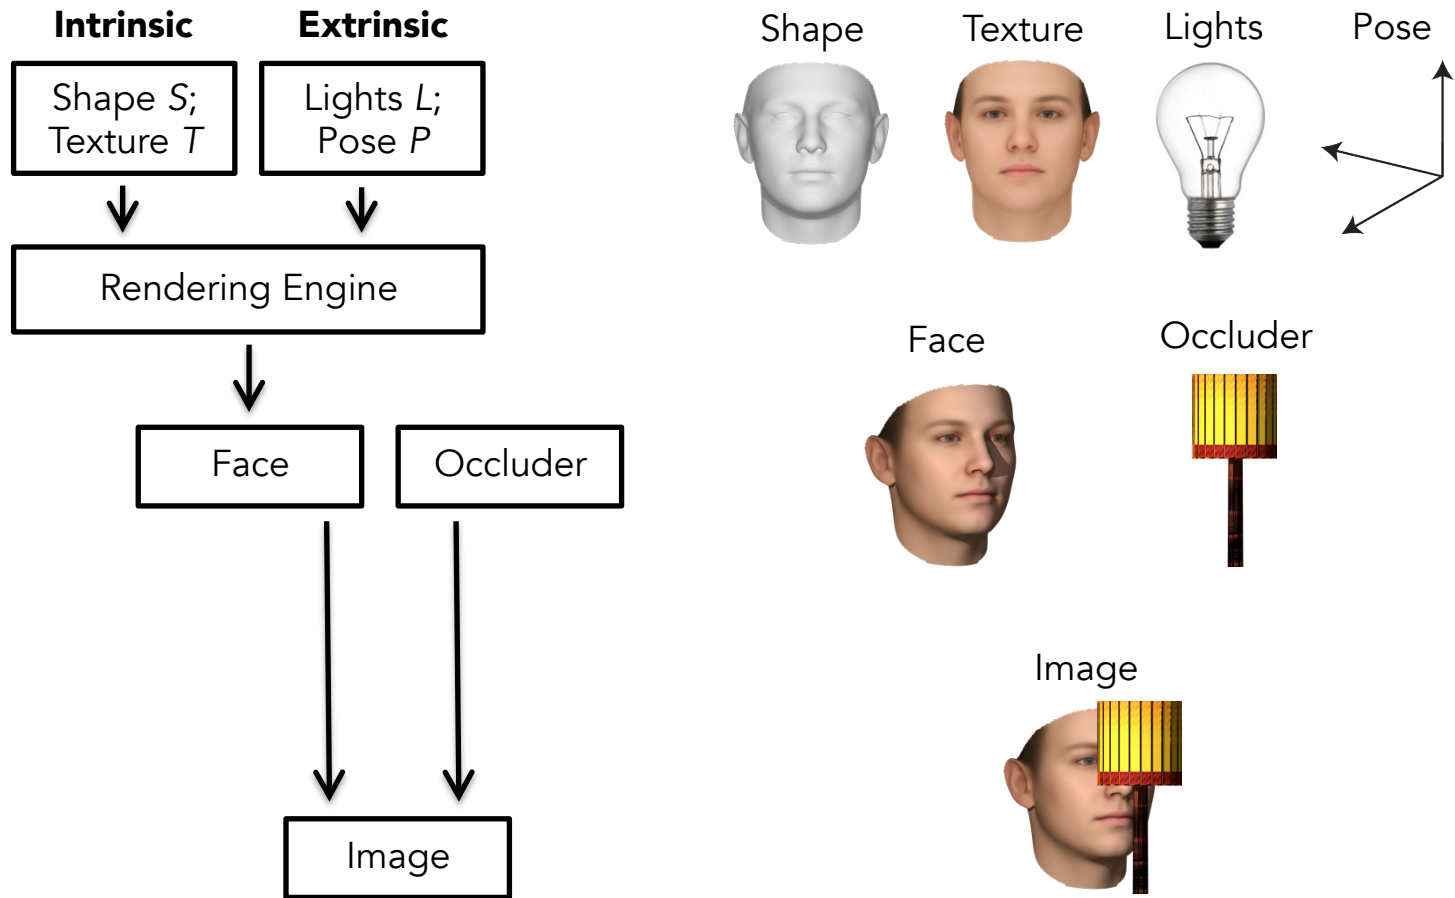 Intrinsic
Extrinsic
Shape S;
Texture T
Lights L;
Pose P
Rendering Engine
Face
Occluder
Image
Shape
Texture
Lights
Pose
Face
Occluder
Image